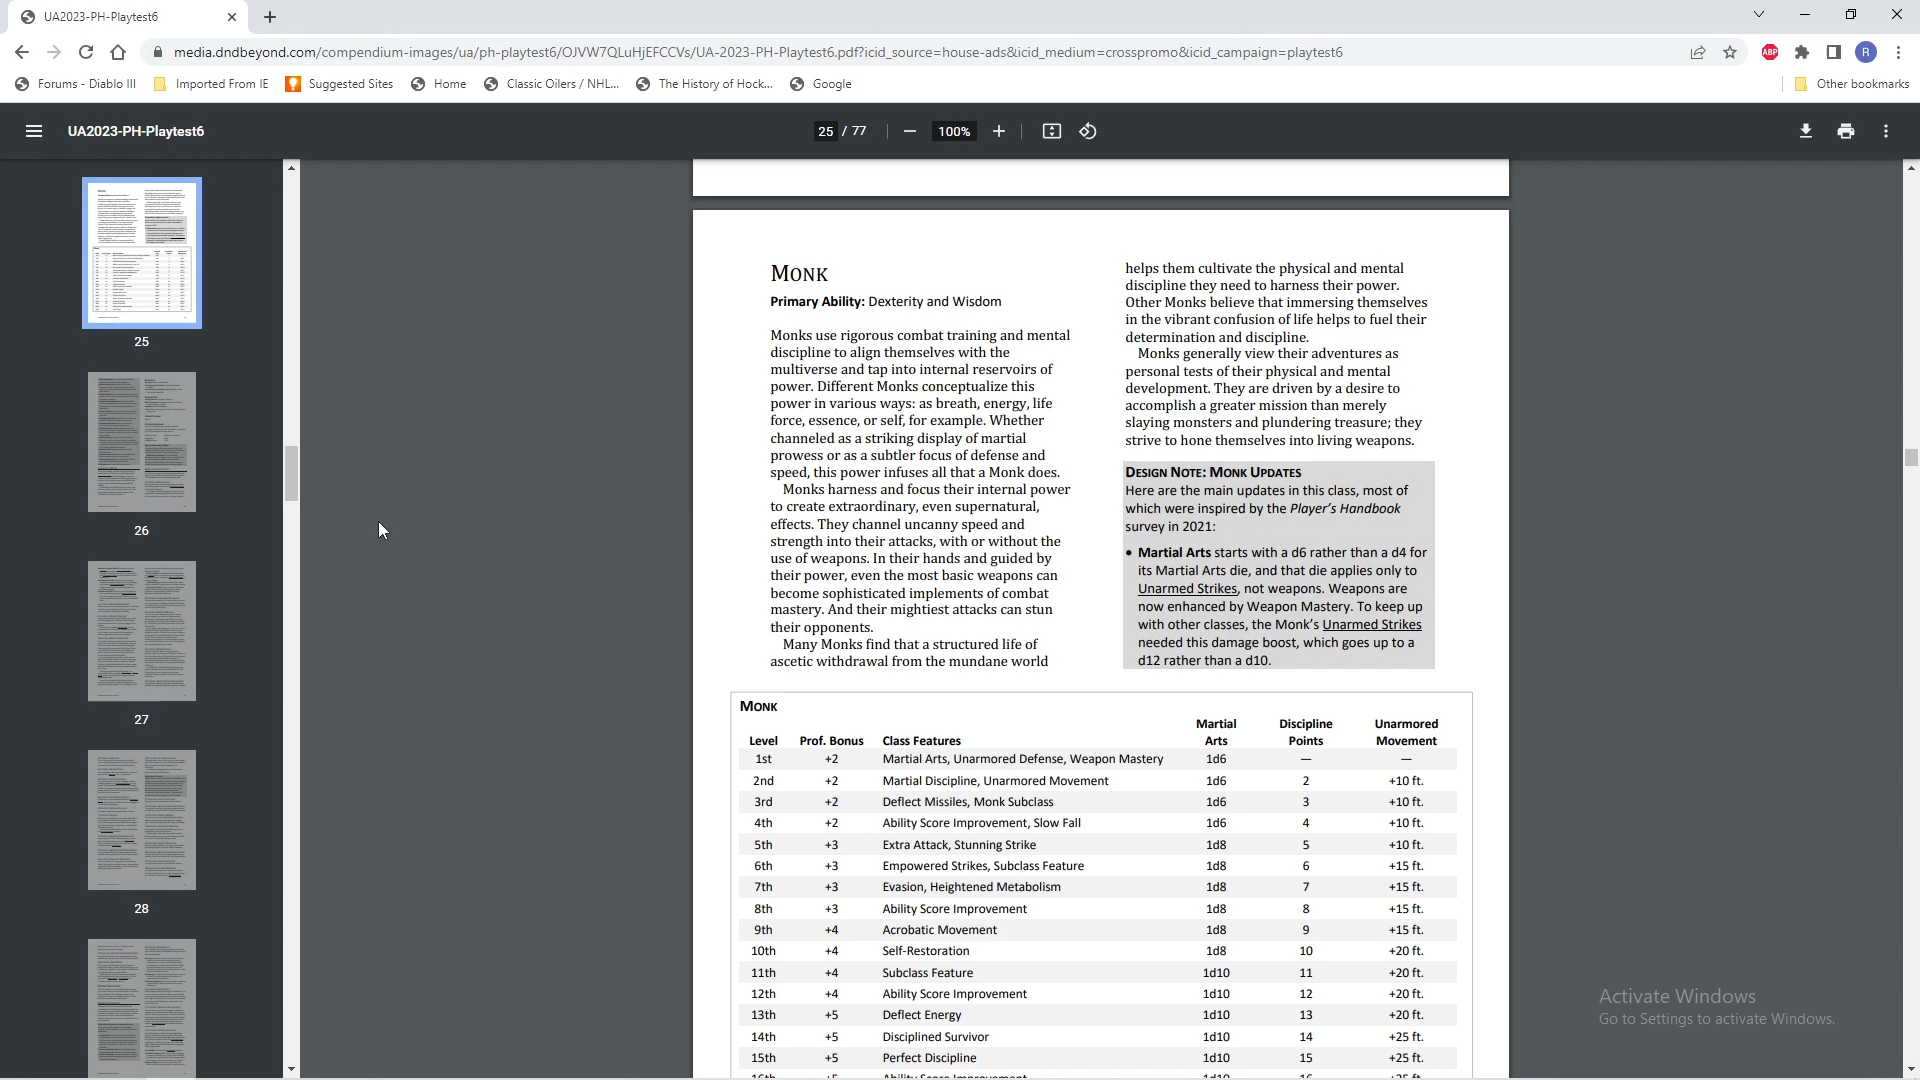 UA2023-PH-Playtest6
media.dndbeyond.com/compendium-images/ua/ph-playtest6/OJVW7QLuHjEFCCVs/UA-2023-PH-Playtest6.pdf?icid_source=house-ads&icid_medium=crosspromo&icid_campaign=playtest6
ABP
R
Forums - Diablo III
Imported From IE
Suggested Sites
Home
Classic Oilers / NHL...
The History of Hock...
Google
Other bookmarks
UA2023-PH-Playtest6
25 / 77
100%
25
26
27
28
MONK
Primary Ability: Dexterity and Wisdom
Monks use rigorous combat training and mental
discipline to align themselves with the
multiverse and tap into internal reservoirs of
power. Different Monks conceptualize this
power in various ways: as breath, energy, life
force, essence, or self, for example. Whether
channeled as a striking display of martial
prowess or as a subtler focus of defense and
speed, this power infuses all that a Monk does.
Monks harness and focus their internal power
to create extraordinary, even supernatural,
effects. They channel uncanny speed and
strength into their attacks, with or without the
use of weapons. In their hands and guided by
their power, even the most basic weapons can
become sophisticated implements of combat
mastery. And their mightiest attacks can stun
their opponents.
Many Monks find that a structured life of
ascetic withdrawal from the mundane world
helps them cultivate the physical and mental
discipline they need to harness their power.
Other Monks believe that immersing themselves
in the vibrant confusion of life helps to fuel their
determination and discipline.
Monks generally view their adventures as
personal tests of their physical and mental
development. They are driven by a desire to
accomplish a greater mission than merely
slaying monsters and plundering treasure; they
strive to hone themselves into living weapons.
DESIGN NOTE: MONK UPDATES
Here are the main updates in this class, most of
which were inspired by the Player's Handbook
survey in 2021:
• Martial Arts starts with a d6 rather than a d4 for
its Martial Arts die, and that die applies only to
Unarmed Strikes, not weapons. Weapons are
now enhanced by Weapon Mastery. To keep up
with other classes, the Monk's Unarmed Strikes
needed this damage boost, which goes up to a
d12 rather than a d10.
MONK
Martial Discipline Unarmored
Level Prof. Bonus Class Features Arts Points Movement
1st +2 Martial Arts, Unarmored Defense, Weapon Mastery 1d6 — —
2nd +2 Martial Discipline, Unarmored Movement 1d6 2 +10 ft.
3rd +2 Deflect Missiles, Monk Subclass 1d6 3 +10 ft.
4th +2 Ability Score Improvement, Slow Fall 1d6 4 +10 ft.
5th +3 Extra Attack, Stunning Strike 1d8 5 +10 ft.
6th +3 Empowered Strikes, Subclass Feature 1d8 6 +15 ft.
7th +3 Evasion, Heightened Metabolism 1d8 7 +15 ft.
8th +3 Ability Score Improvement 1d8 8 +15 ft.
9th +4 Acrobatic Movement 1d8 9 +15 ft.
10th +4 Self-Restoration 1d8 10 +20 ft.
11th +4 Subclass Feature 1d10 11 +20 ft.
12th +4 Ability Score Improvement 1d10 12 +20 ft.
13th +5 Deflect Energy 1d10 13 +20 ft.
14th +5 Disciplined Survivor 1d10 14 +25 ft.
15th +5 Perfect Discipline 1d10 15 +25 ft.
Activate Windows
Go to Settings to activate Windows.